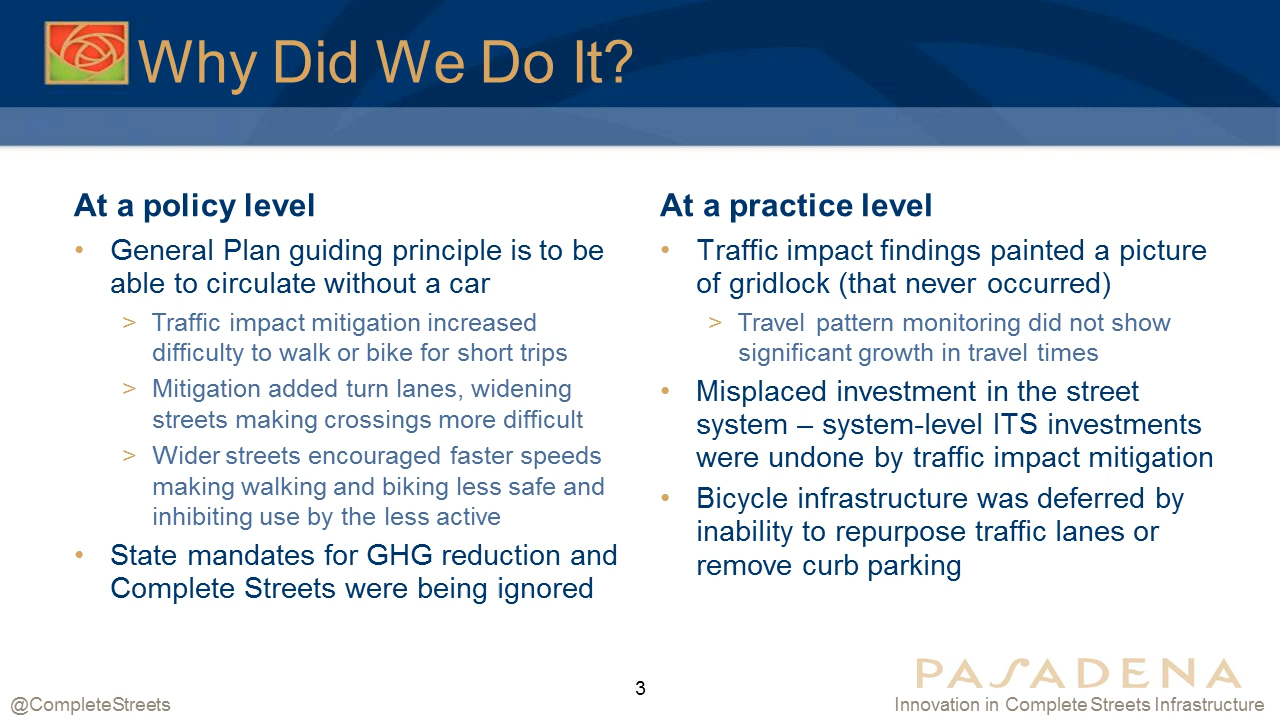 Why Did We Do It?
At a policy level
• General Plan guiding principle is to be
able to circulate without a car
> Traffic impact mitigation increased
difficulty to walk or bike for short trips
> Mitigation added turn lanes, widening
streets making crossings more difficult
> Wider streets encouraged faster speeds
making walking and biking less safe and
inhibiting use by the less active
• State mandates for GHG reduction and
Complete Streets were being ignored
At a practice level
• Traffic impact findings painted a picture
of gridlock (that never occurred)
> Travel pattern monitoring did not show
significant growth in travel times
• Misplaced investment in the street
system – system-level ITS investments
were undone by traffic impact mitigation
• Bicycle infrastructure was deferred by
inability to repurpose traffic lanes or
remove curb parking
PASADENA
@CompleteStreets
3
Innovation in Complete Streets Infrastructure